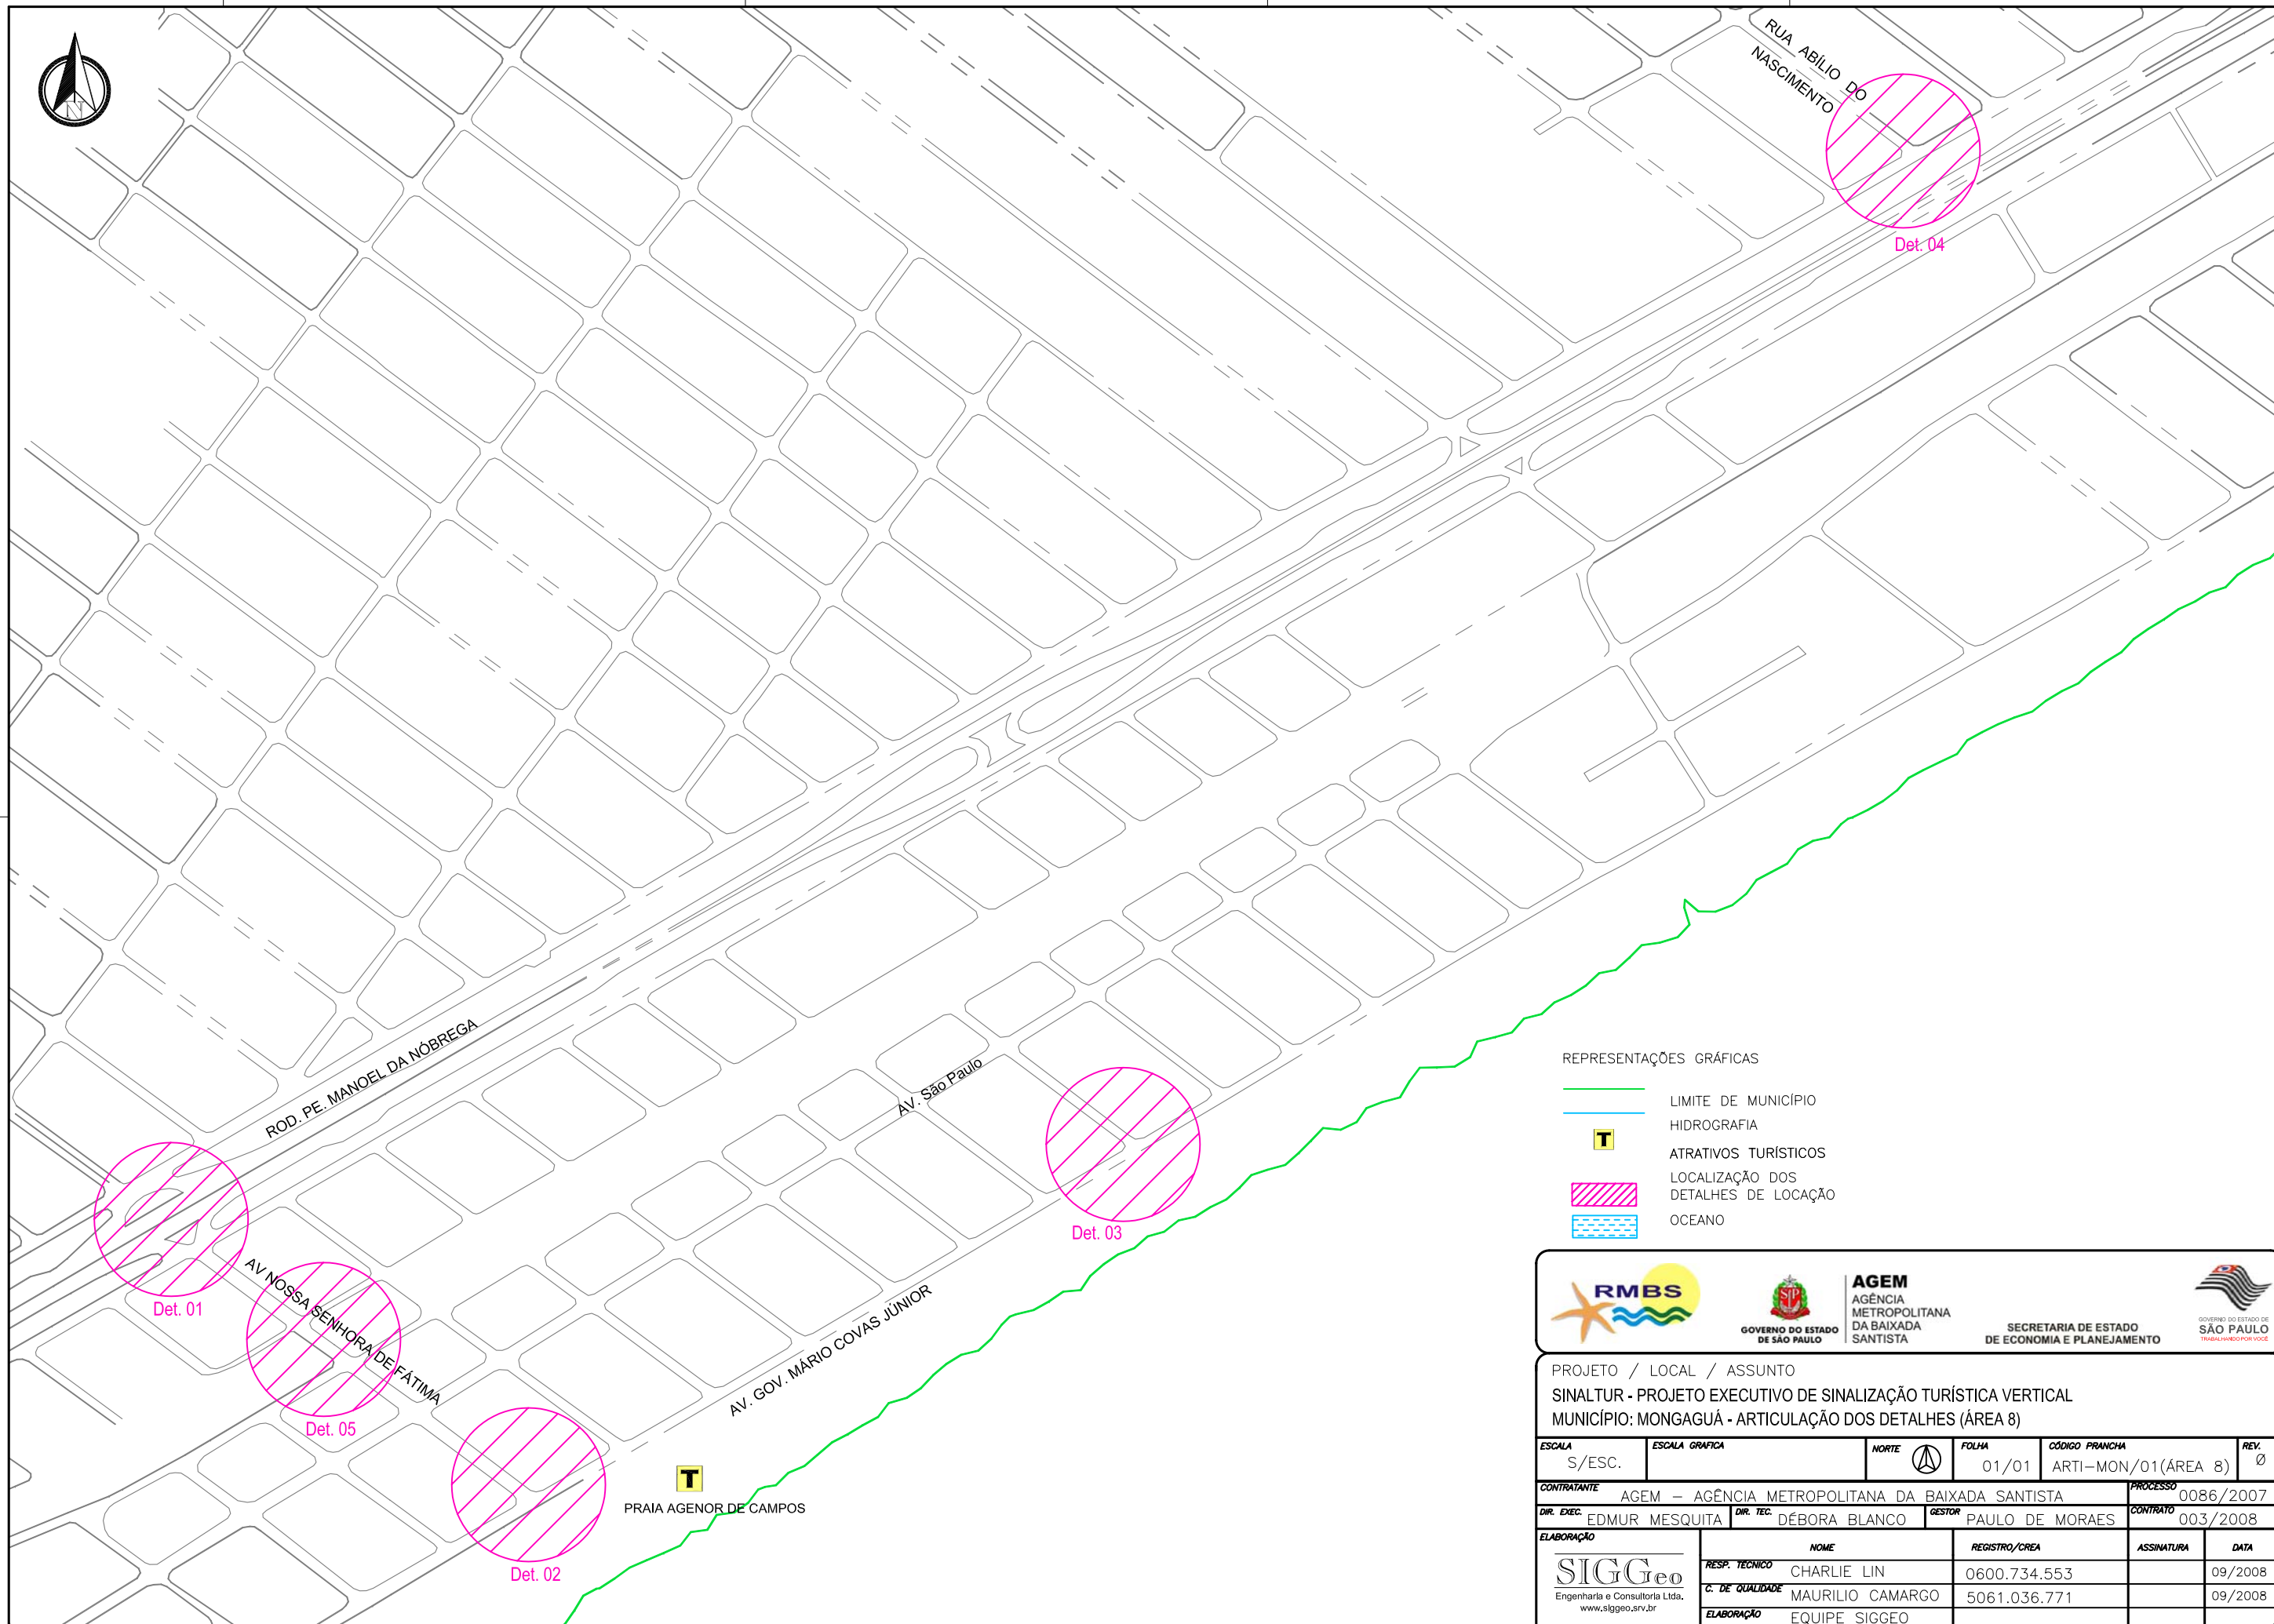 RUA ABÍLIO DO
NASCIMENTO
N
Det. 04
ROD. PE. MANOEL DA NÓBREGA
AV. São Paulo
Det. 03
Det. 01
AV NOSSA SENHORA DE FÁTIMA
Det. 05
AV. GOV. MÁRIO COVAS JÚNIOR
T
PRAIA AGENOR DE CAMPOS
Det. 02
REPRESENTAÇÕES GRÁFICAS
LIMITE DE MUNICÍPIO
HIDROGRAFIA
T
ATRATIVOS TURÍSTICOS
LOCALIZAÇÃO DOS
DETALHES DE LOCAÇÃO
OCEANO
RMBS
GOVERNO DO ESTADO
DE SÃO PAULO
AGEM
AGÊNCIA
METROPOLITANA
DA BAIXADA
SANTISTA
SECRETARIA DE ESTADO
DE ECONOMIA E PLANEJAMENTO
GOVERNO DO ESTADO DE
SÃO PAULO
TRABALHANDO POR VOCÊ
PROJETO / LOCAL / ASSUNTO
SINALTUR - PROJETO EXECUTIVO DE SINALIZAÇÃO TURÍSTICA VERTICAL
MUNICÍPIO: MONGAGUÁ - ARTICULAÇÃO DOS DETALHES (ÁREA 8)
ESCALA S/ESC.
ESCALA GRAFICA
NORTE
FOLHA 01/01
CÓDIGO PRANCHA ARTI-MON/01(ÁREA 8)
REV. Ø
CONTRATANTE AGEM - AGÊNCIA METROPOLITANA DA BAIXADA SANTISTA
PROCESSO 0086/2007
DIR. EXEC. EDMUR MESQUITA
DIR. TEC. DÉBORA BLANCO
GESTOR PAULO DE MORAES
CONTRATO 003/2008
ELABORAÇÃO
SIGGeo
Engenharia e Consultoria Ltda.
www.siggeo.srv.br
NOME REGISTRO/CREA ASSINATURA DATA
RESP. TÉCNICO CHARLIE LIN 0600.734.553 09/2008
C. DE QUALIDADE MAURILIO CAMARGO 5061.036.771 09/2008
ELABORAÇÃO EQUIPE SIGGEO